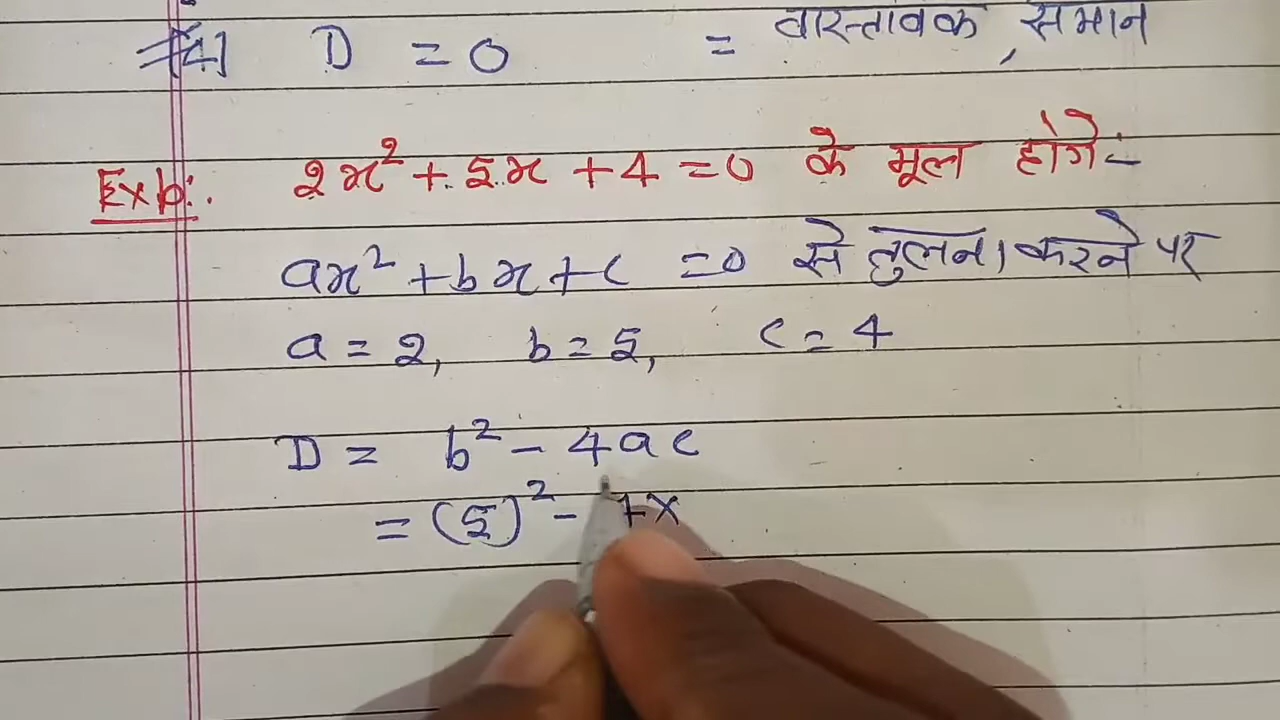 [4] D = 0 = वास्तविक, समान
Exp:. 2x² + 5x + 4 = 0 के मूल होंगे:-
ax² + bx + c = 0 से तुलना करने पर
a = 2, b = 5, c = 4
D = b² - 4ac
= (5)² - 4×